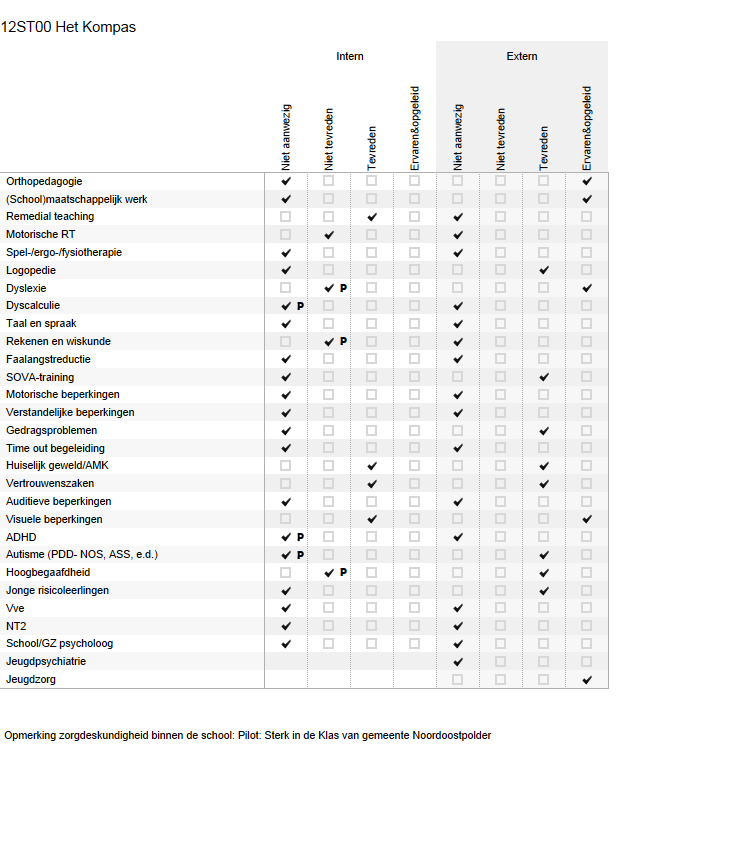 12ST00 Het Kompas
Intern Extern
Niet aanwezig Niet tevreden Tevreden Ervaren&opgeleid Niet aanwezig Niet tevreden Tevreden Ervaren&opgeleid
Orthopedagogie
(School)maatschappelijk werk
Remedial teaching
Motorische RT
Spel-/ergo-/fysiotherapie
Logopedie
Dyslexie P
Dyscalculie P
Taal en spraak
Rekenen en wiskunde P
Faalangstreductie
SOVA-training
Motorische beperkingen
Verstandelijke beperkingen
Gedragsproblemen
Time out begeleiding
Huiselijk geweld/AMK
Vertrouwenszaken
Auditieve beperkingen
Visuele beperkingen
ADHD P
Autisme (PDD- NOS, ASS, e.d.) P
Hoogbegaafdheid P
Jonge risicoleerlingen
Vve
NT2
School/GZ psycholoog
Jeugdpsychiatrie
Jeugdzorg
Opmerking zorgdeskundigheid binnen de school: Pilot: Sterk in de Klas van gemeente Noordoostpolder